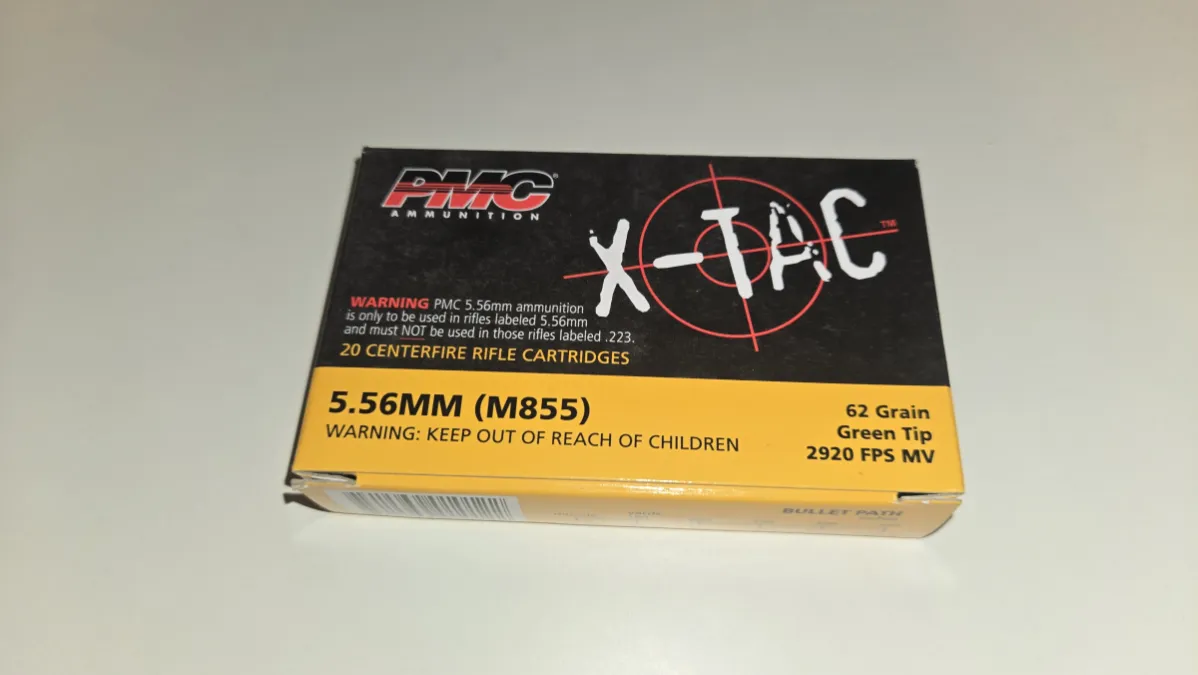 PMC®
AMMUNITION
X-TAC™
WARNING PMC 5.56mm ammunition
is only to be used in rifles labeled 5.56mm
and must NOT be used in those rifles labeled .223.
20 CENTERFIRE RIFLE CARTRIDGES
5.56MM (M855)
WARNING: KEEP OUT OF REACH OF CHILDREN
62 Grain
Green Tip
2920 FPS MV
BULLET PATH